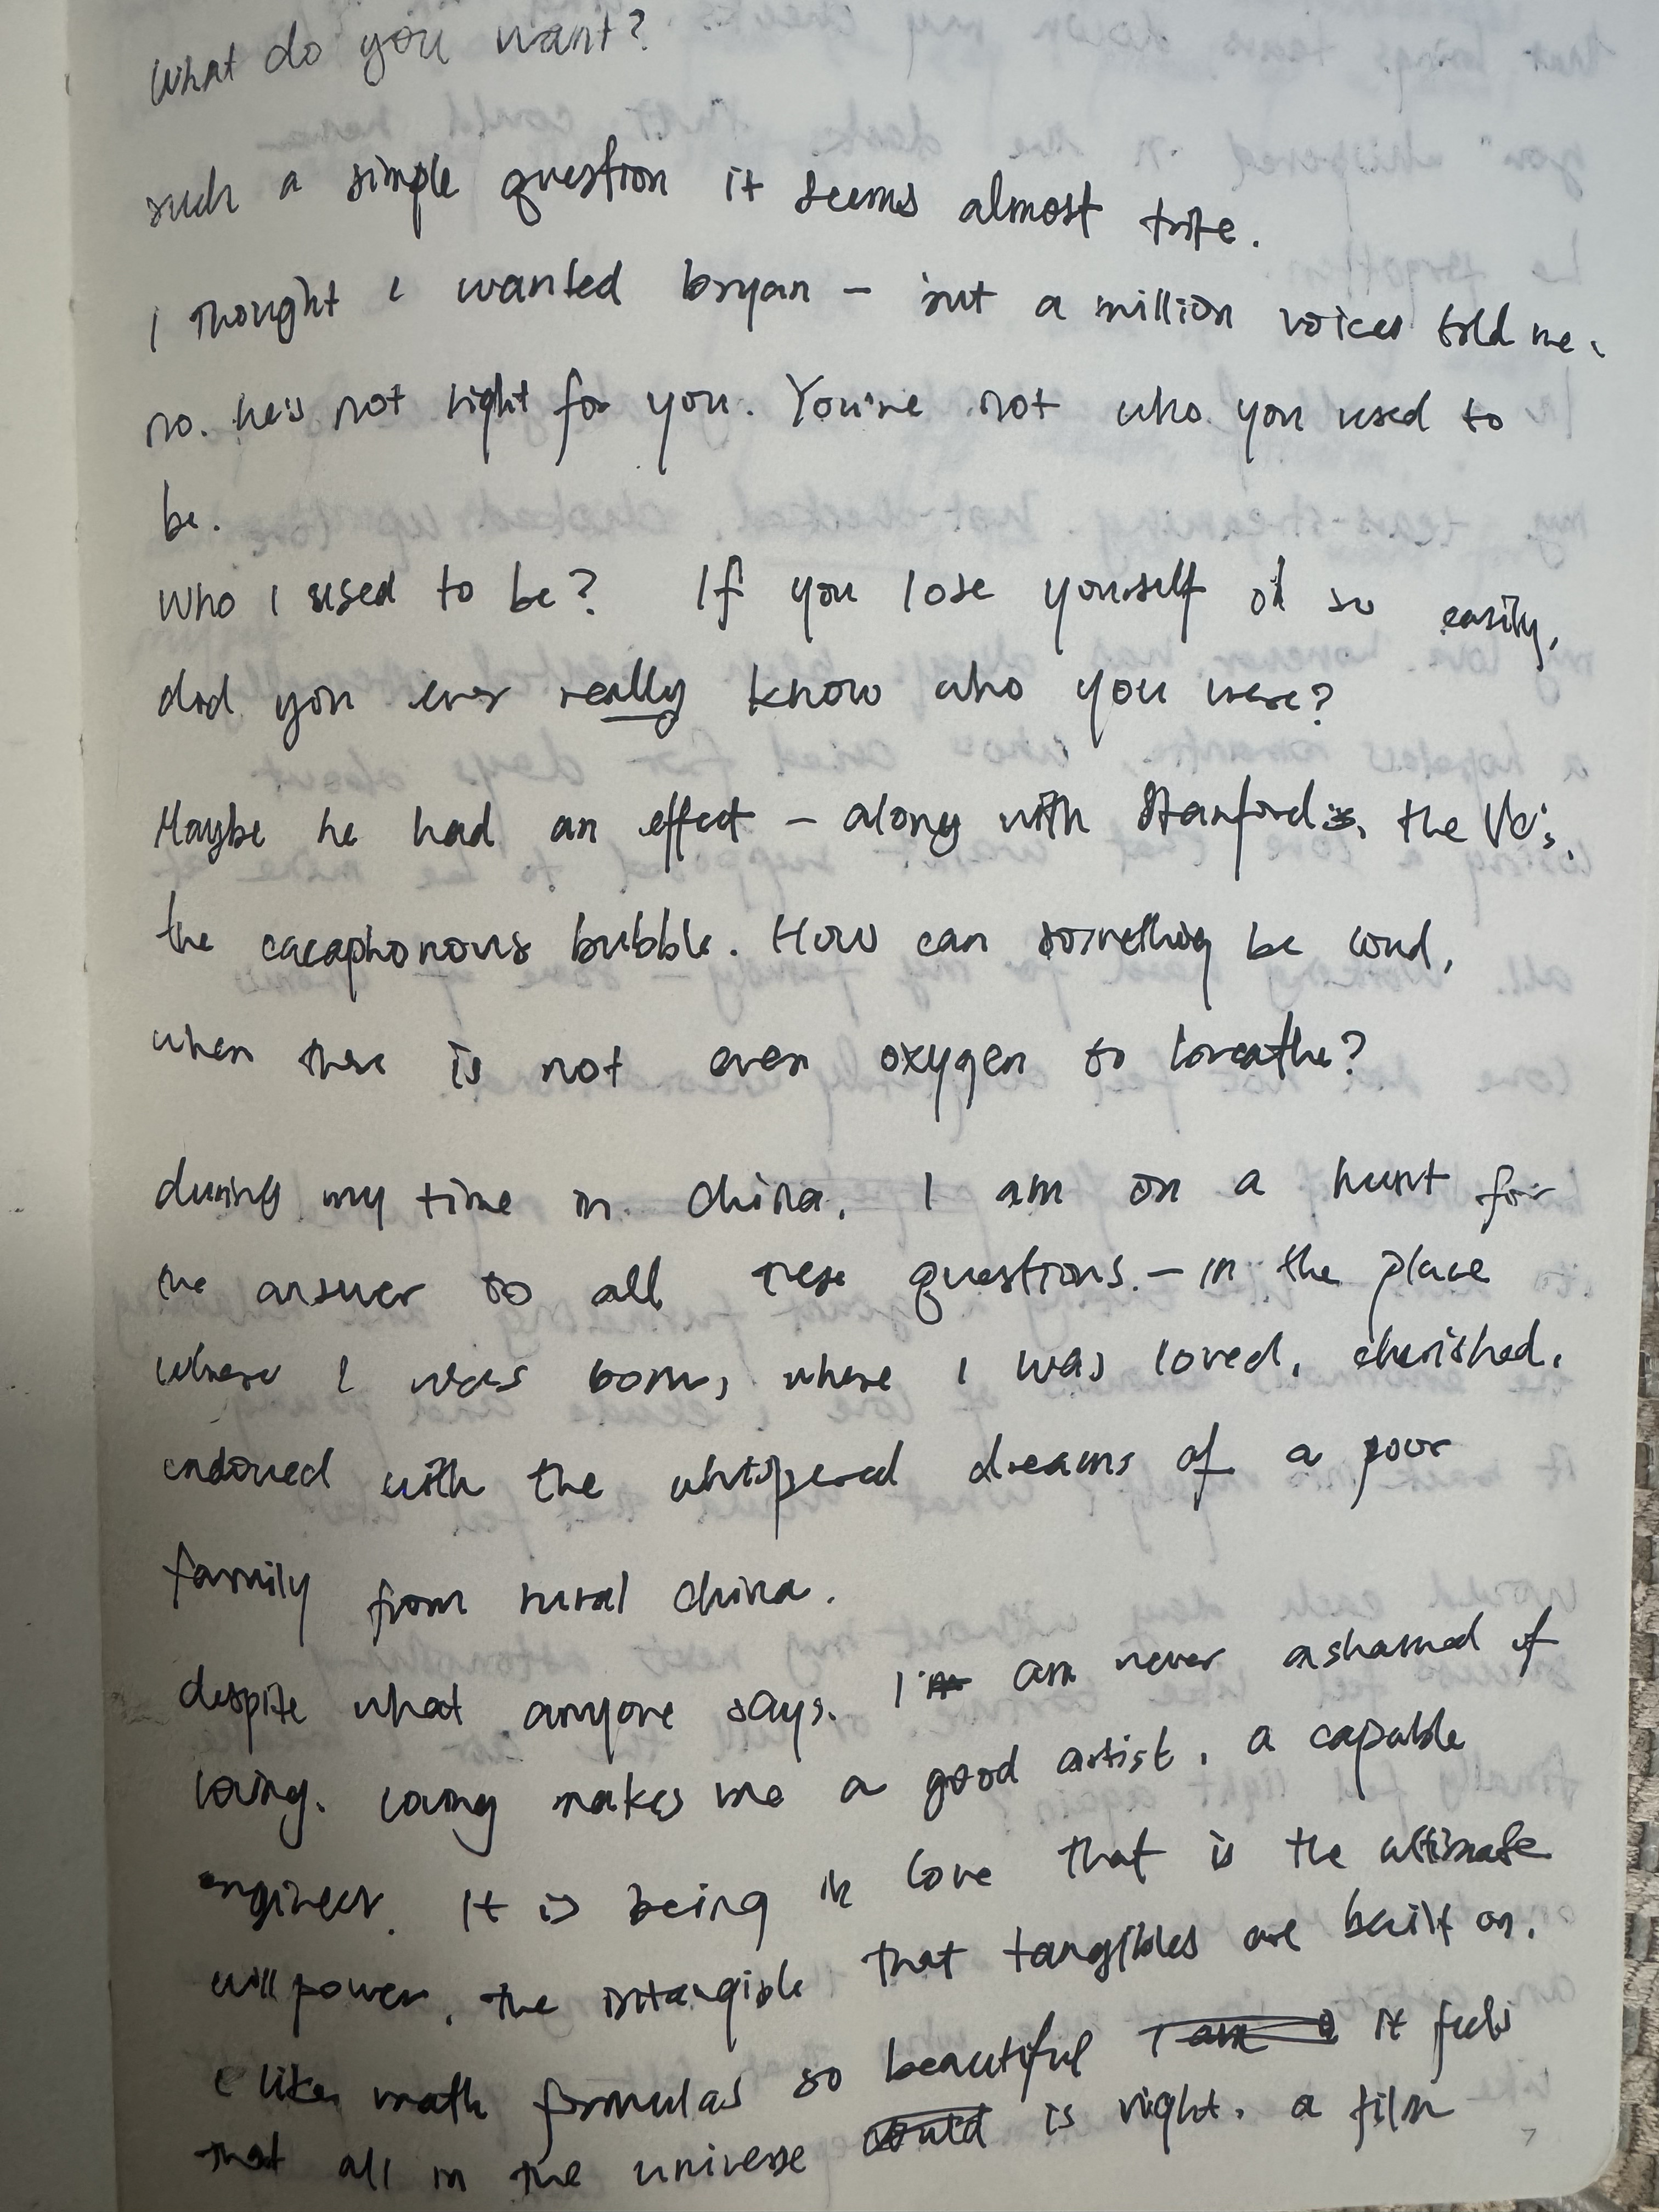 What do you want?
such a simple question it seems almost trite.
I thought I wanted bryan – but a million voices told me,
no. he's not right for you. You're not who you used to
be.
Who I used to be? If you lose yourself so easily,
did you ever really know who you were?
Maybe he had an effect – along with Stanford, the VC's,
the cacaphonous bubble. How can something be loud,
when there is not even oxygen to breathe?
during my time in China, I am on a hunt for
the answer to all these questions – in the place
where I was born, where I was loved, cherished,
endowed with the whispered dreams of a poor
family from rural China.
despite what anyone says, I am never ashamed of
loving. loving makes me a good artist, a capable
engineer. It is being in love that is the ultimate
willpower, the intangible that tangibles are built on.
like math formulas so beautiful it feels
that all in the universe is right. a film